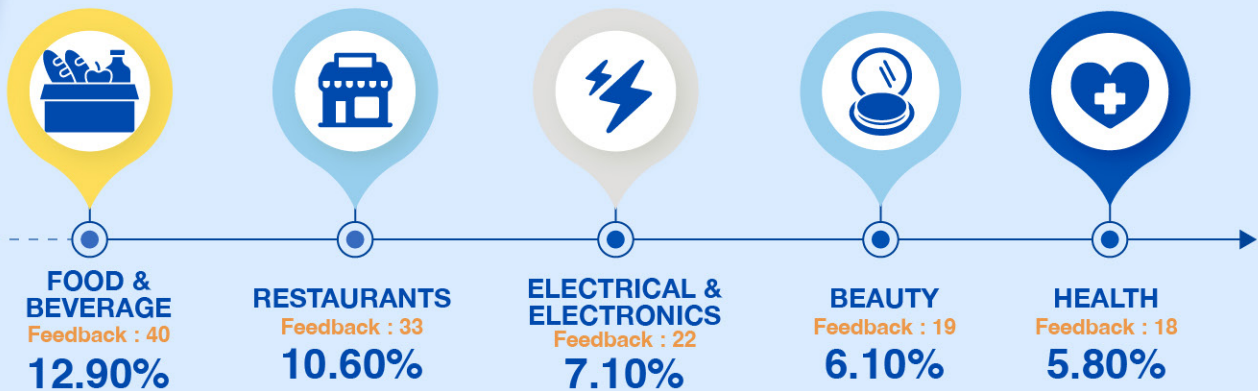 FOOD &
BEVERAGE
Feedback : 40
12.90%
RESTAURANTS
Feedback : 33
10.60%
ELECTRICAL &
ELECTRONICS
Feedback : 22
7.10%
BEAUTY
Feedback : 19
6.10%
HEALTH
Feedback : 18
5.80%